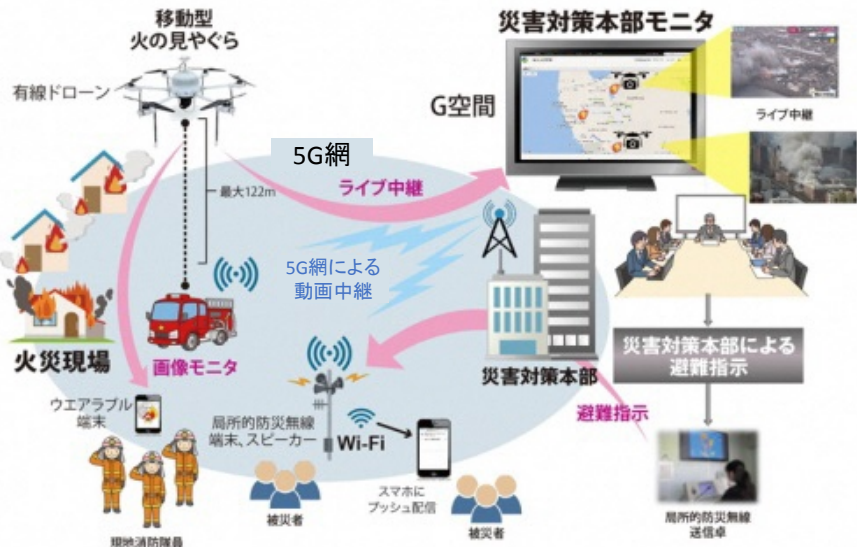 移動型
火の見やぐら
有線ドローン
最大122m
5G網
ライブ中継
5G網による
動画中継
災害対策本部モニタ
G空間
ライブ中継
火災現場
画像モニタ
ウエアラブル
端末
現地消防隊員
局所的防災無線
端末、スピーカー
Wi-Fi
被災者
スマホに
プッシュ配信
被災者
災害対策本部
避難指示
災害対策本部による
避難指示
局所的防災無線
送信卓